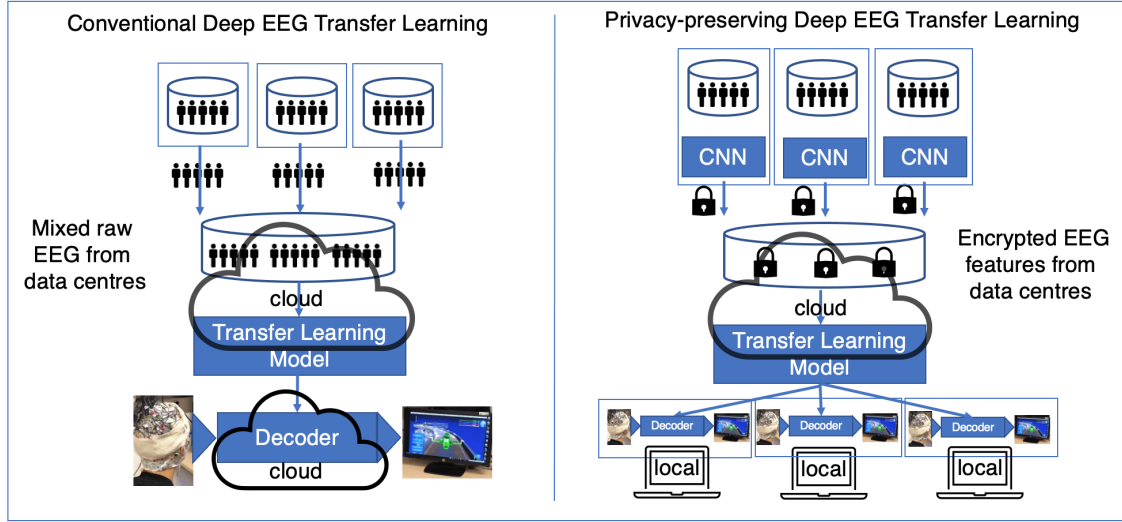 Conventional Deep EEG Transfer Learning
Mixed raw
EEG from
data centres
cloud
Transfer Learning
Model
Decoder
cloud
Privacy-preserving Deep EEG Transfer Learning
CNN
CNN
CNN
Encrypted EEG
features from
data centres
cloud
Transfer Learning
Model
Decoder
Decoder
Decoder
local
local
local